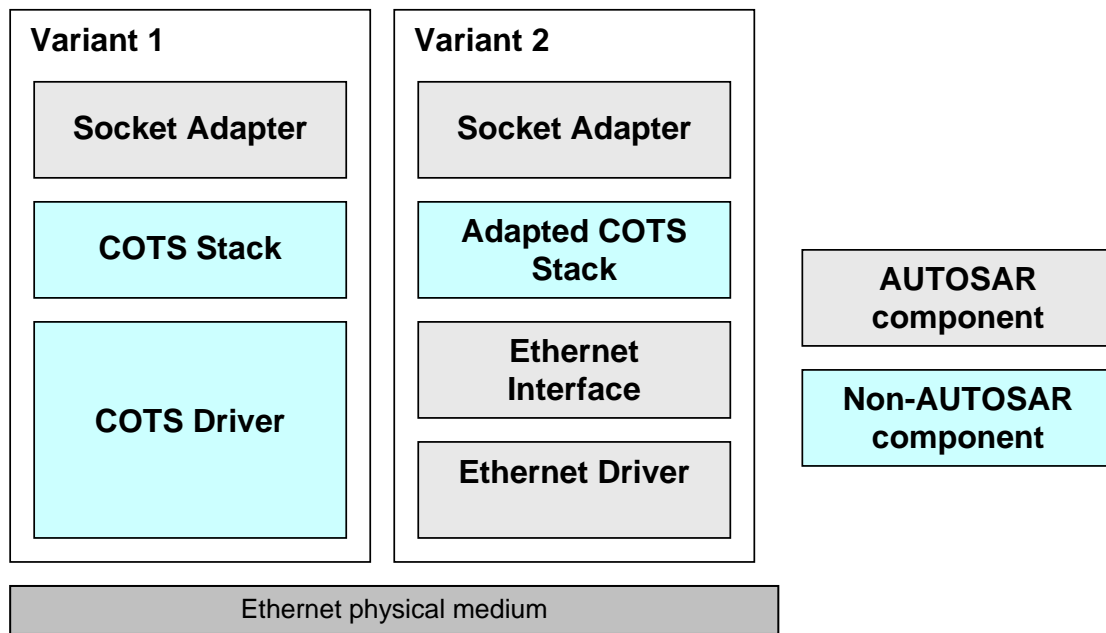 Variant 1
Socket Adapter
COTS Stack
COTS Driver
Variant 2
Socket Adapter
Adapted COTS
Stack
Ethernet
Interface
Ethernet Driver
AUTOSAR
component
Non-AUTOSAR
component
Ethernet physical medium